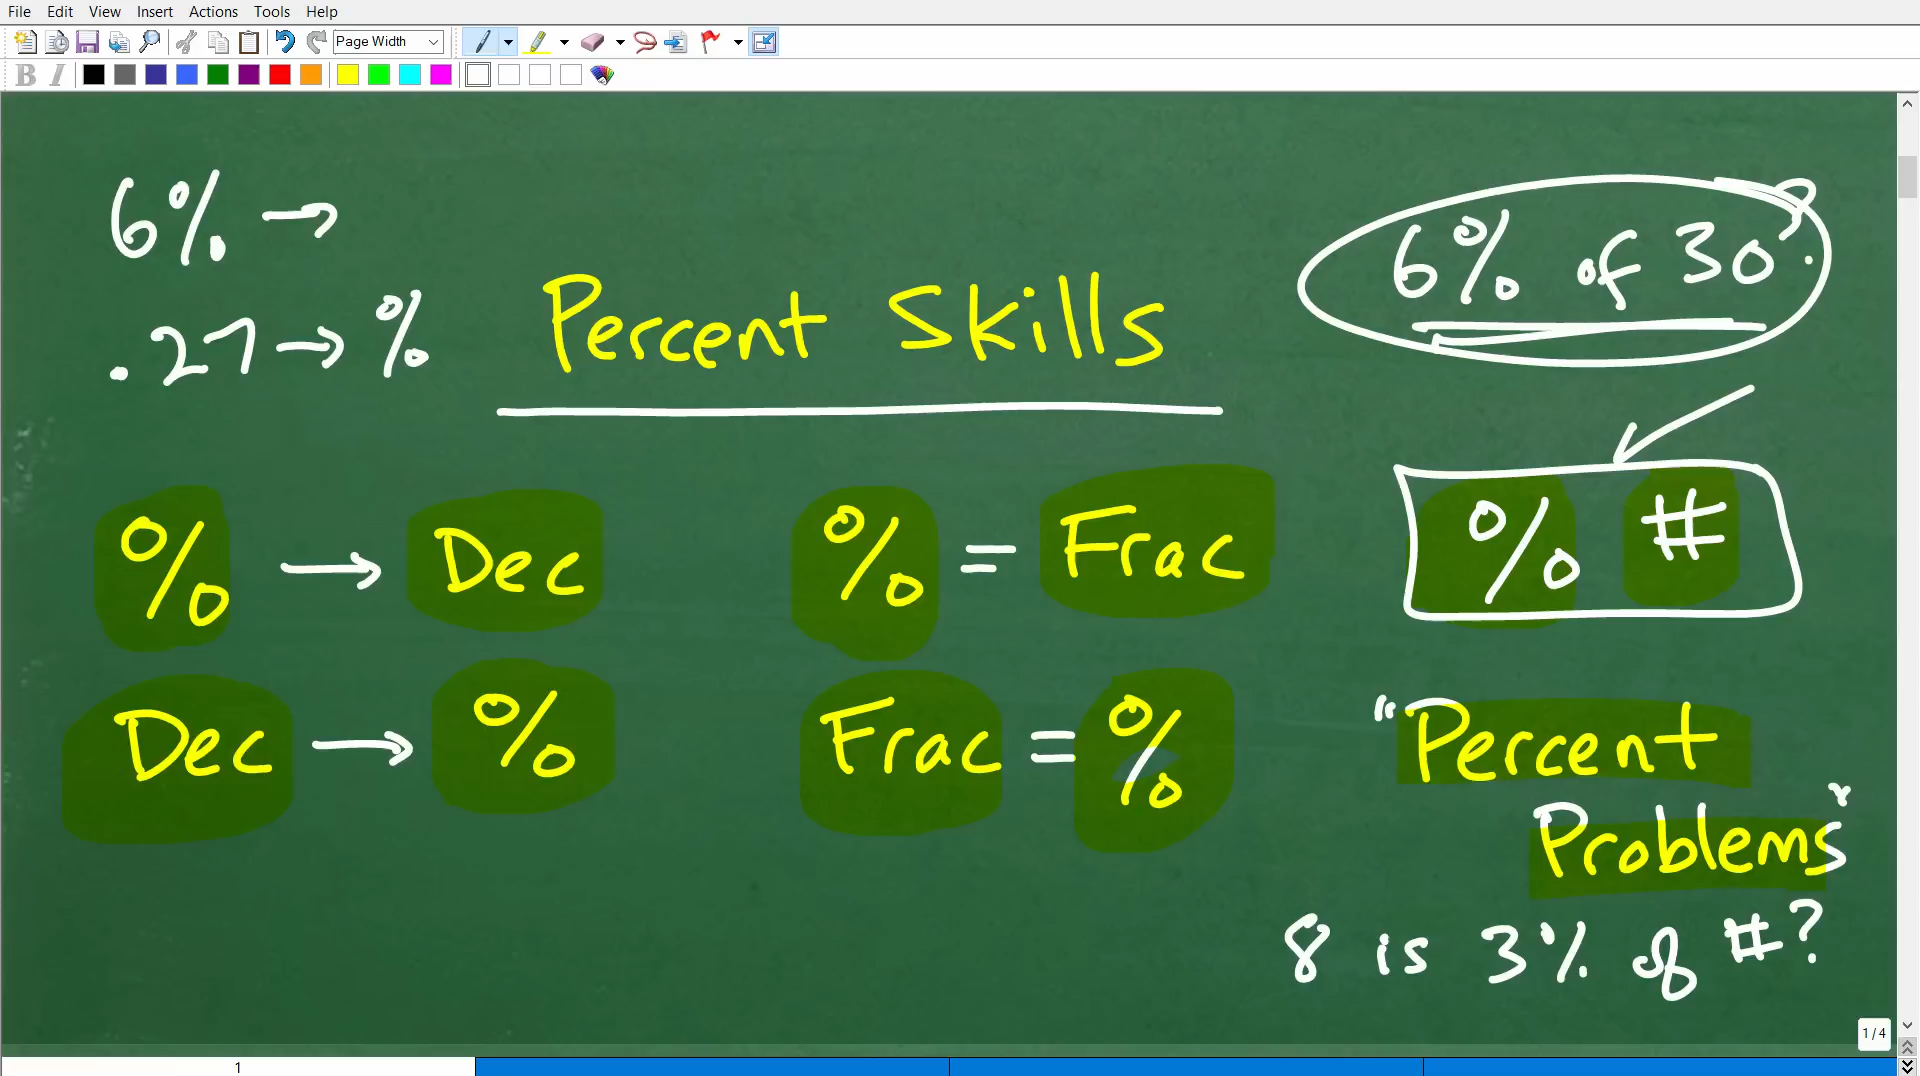 File Edit View Insert Actions Tools Help
Page Width
B I
6% →
.27 → %
Percent Skills
6% of 30?
% → Dec
% = Frac
% #
Dec → %
Frac = %
"Percent
Problems"
8 is 3% of #?
1 / 4
1